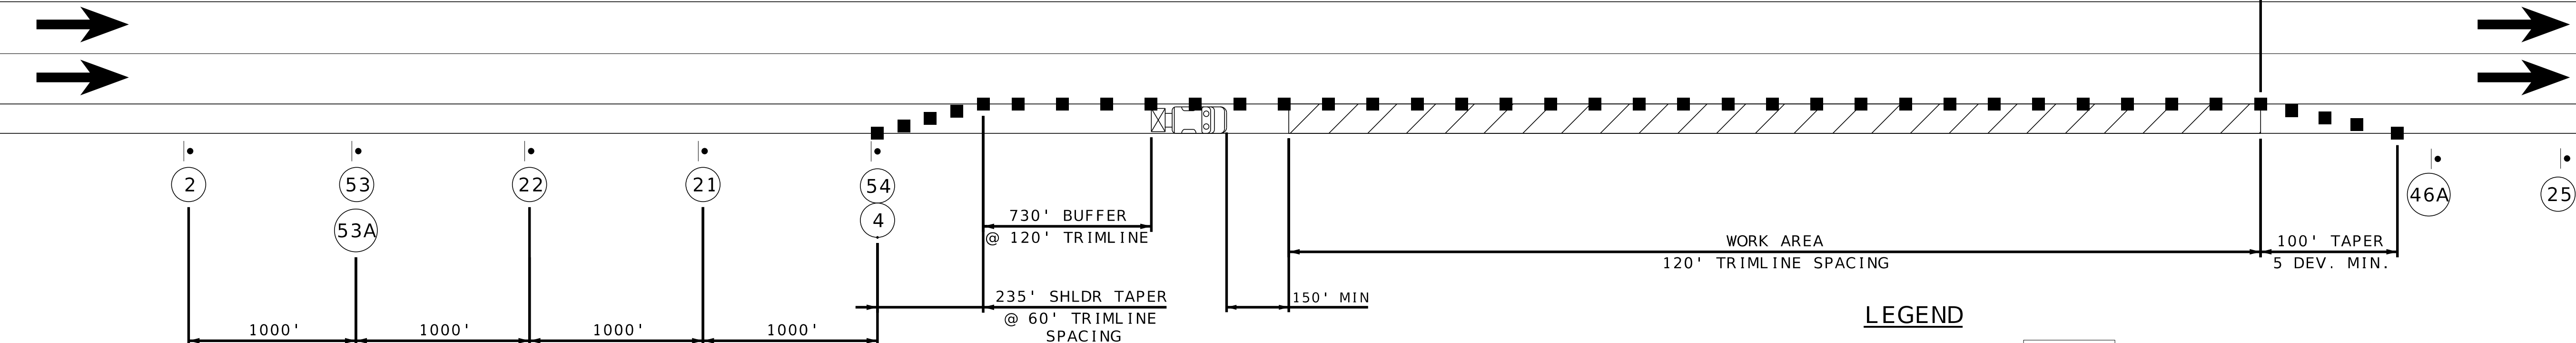 2
53
22
21
54
46A
25
53A
4
730' BUFFER
@ 120' TRIMLINE
WORK AREA
120' TRIMLINE SPACING
100' TAPER
5 DEV. MIN.
235' SHLDR TAPER
@ 60' TRIMLINE
SPACING
150' MIN
LEGEND
1000'
1000'
1000'
1000'